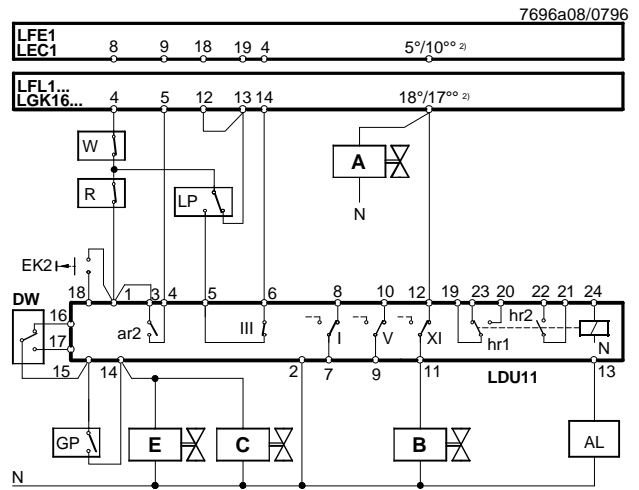 7696a08/0796
LFE1
LEC1
8 9 18 19 4 5°/10°° 2)
LFL1...
LGK16...
4 5 12 13 14 18°/17°° 2)
W
A
R
LP
N
EK2
DW
18 1 3 4 5 6 8 10 12 19 23 20 22 21 24
16
hr2
ar2 III I V XI
17
hr1
N
15 14 2 7 9 11 LDU11 13
GP E C B AL
N